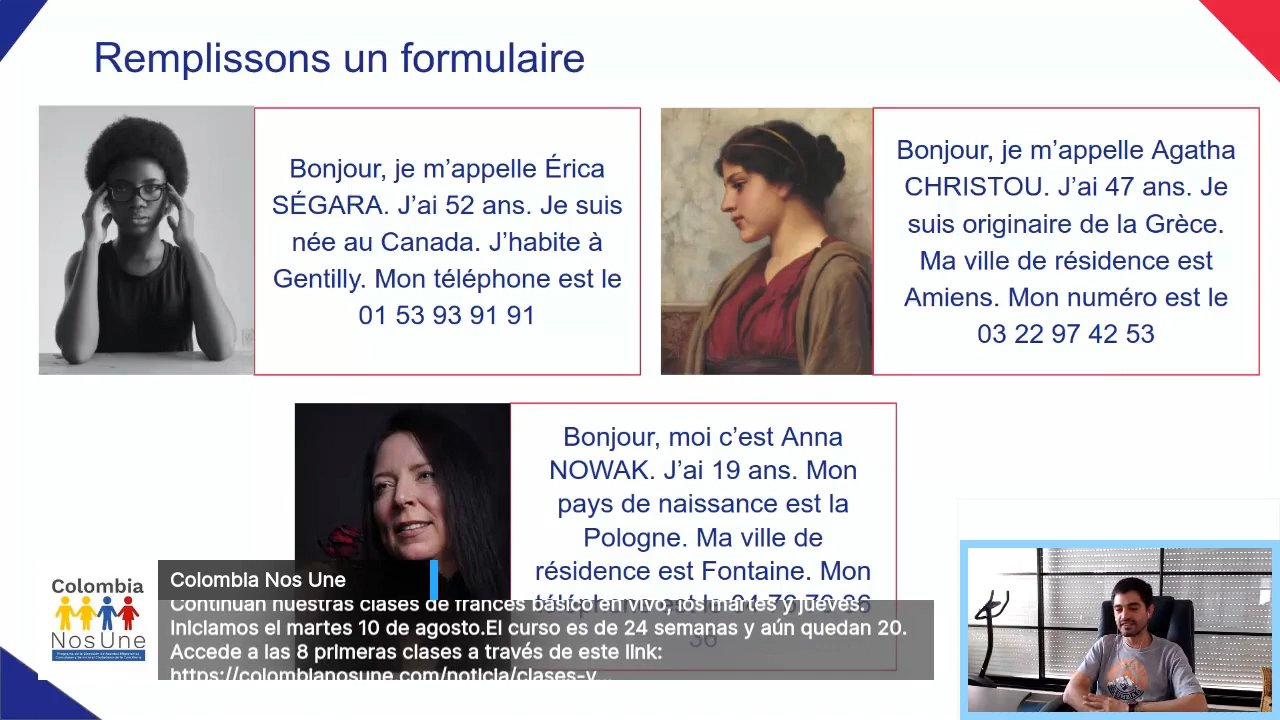 Remplissons un formulaire
Bonjour, je m’appelle Érica
SÉGARA. J’ai 52 ans. Je suis
née au Canada. J’habite à
Gentilly. Mon téléphone est le
01 53 93 91 91
Bonjour, je m’appelle Agatha
CHRISTOU. J’ai 47 ans. Je
suis originaire de la Grèce.
Ma ville de résidence est
Amiens. Mon numéro est le
03 22 97 42 53
Bonjour, moi c’est Anna
NOWAK. J’ai 19 ans. Mon
pays de naissance est la
Pologne. Ma ville de
résidence est Fontaine. Mon
36
Colombia
NosUne
Colombia Nos Une
Continúan nuestras clases de francés básico en vivo, los martes y jueves.
Iniciamos el martes 10 de agosto.El curso es de 24 semanas y aún quedan 20.
Accede a las 8 primeras clases a través de este link:
https://colombianosune.com/noticia/clases-y...